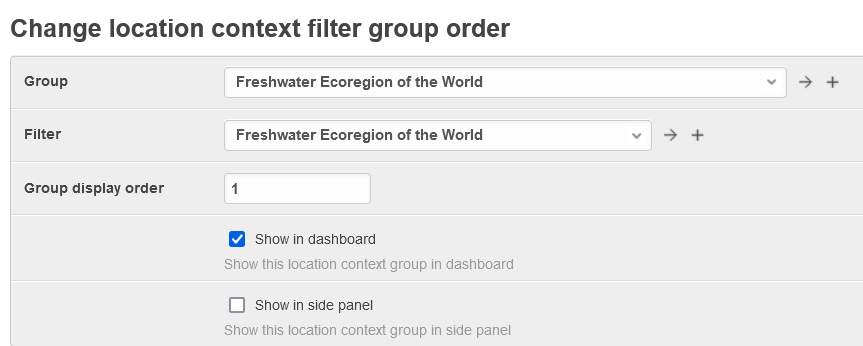 Change location context filter group order
Group
Freshwater Ecoregion of the World
Filter
Freshwater Ecoregion of the World
Group display order
1
Show in dashboard
Show this location context group in dashboard
Show in side panel
Show this location context group in side panel